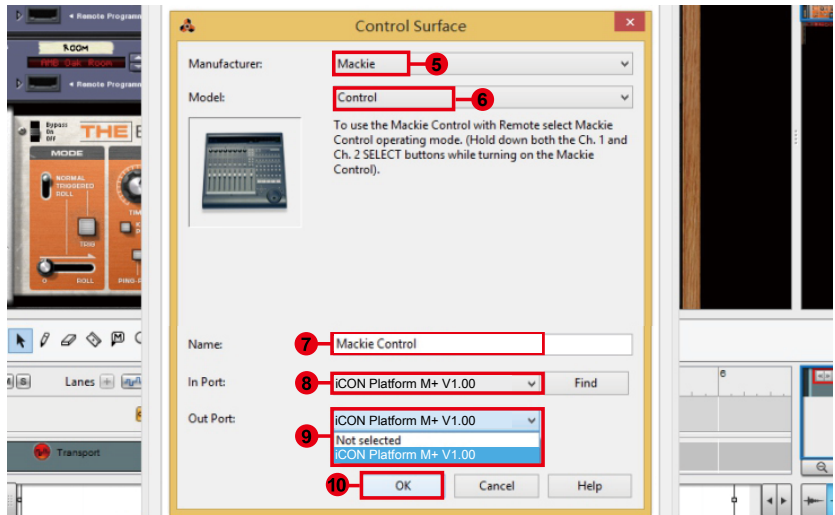 Control Surface
Manufacturer:
Mackie
5
Model:
Control
6
To use the Mackie Control with Remote select Mackie
Control operating mode. (Hold down both the Ch. 1 and
Ch. 2 SELECT buttons while turning on the Mackie
Control).
Name:
7
Mackie Control
In Port:
8
iCON Platform M+ V1.00
Find
Out Port:
iCON Platform M+ V1.00
9
Not selected
iCON Platform M+ V1.00
10
OK
Cancel
Help
Remote Programm
ROOM
RV8 Oak Room
Remote Programm
Bypass
On
Off
THE
MODE
NORMAL
TRIGGERED
ROLL
TRIG
ROLL
M
S
Lanes
Transport
6